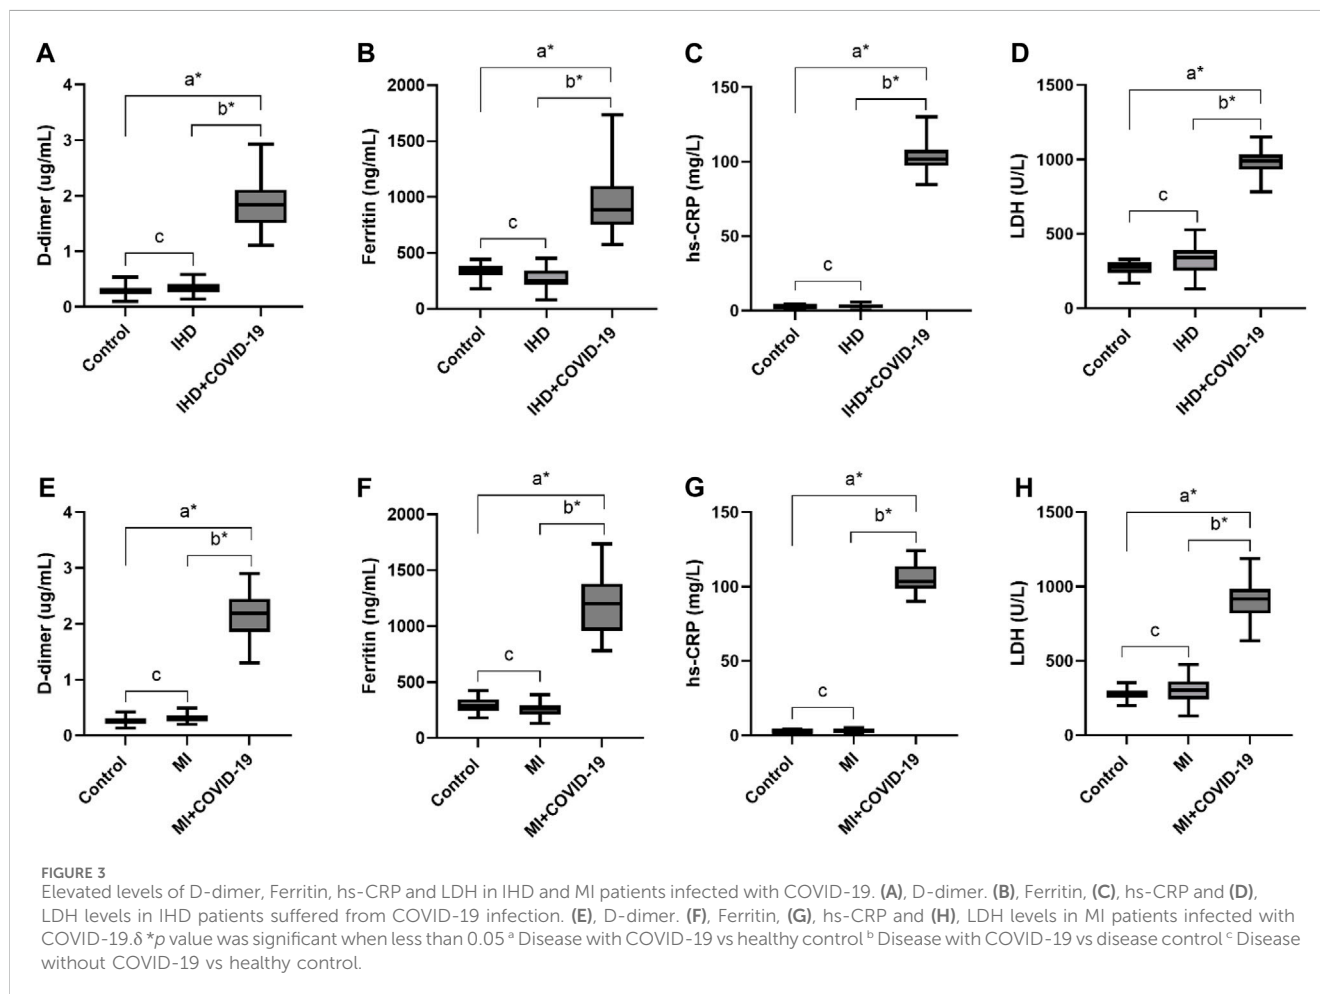 A
B
C
D
D-dimer (ug/mL)
4
3
2
1
0
a*
b*
c
Control
IHD
IHD+COVID-19
Ferritin (ng/mL)
2000
1500
1000
500
0
a*
b*
c
Control
IHD
IHD+COVID-19
hs-CRP (mg/L)
150
100
50
0
a*
b*
c
Control
IHD
IHD+COVID-19
LDH (U/L)
1500
1000
500
0
a*
b*
c
Control
IHD
IHD+COVID-19
E
F
G
H
D-dimer (ug/mL)
4
3
2
1
0
a*
b*
c
Control
MI
MI+COVID-19
Ferritin (ng/mL)
2000
1500
1000
500
0
a*
b*
c
Control
MI
MI+COVID-19
hs-CRP (mg/L)
150
100
50
0
a*
b*
c
Control
MI
MI+COVID-19
LDH (U/L)
1500
1000
500
0
a*
b*
c
Control
MI
MI+COVID-19
FIGURE 3
Elevated levels of D-dimer, Ferritin, hs-CRP and LDH in IHD and MI patients infected with COVID-19. (A), D-dimer. (B), Ferritin, (C), hs-CRP and (D),
LDH levels in IHD patients suffered from COVID-19 infection. (E), D-dimer. (F), Ferritin, (G), hs-CRP and (H), LDH levels in MI patients infected with
COVID-19.δ *p value was significant when less than 0.05 ᵃ Disease with COVID-19 vs healthy control ᵇ Disease with COVID-19 vs disease control ᶜ Disease
without COVID-19 vs healthy control.